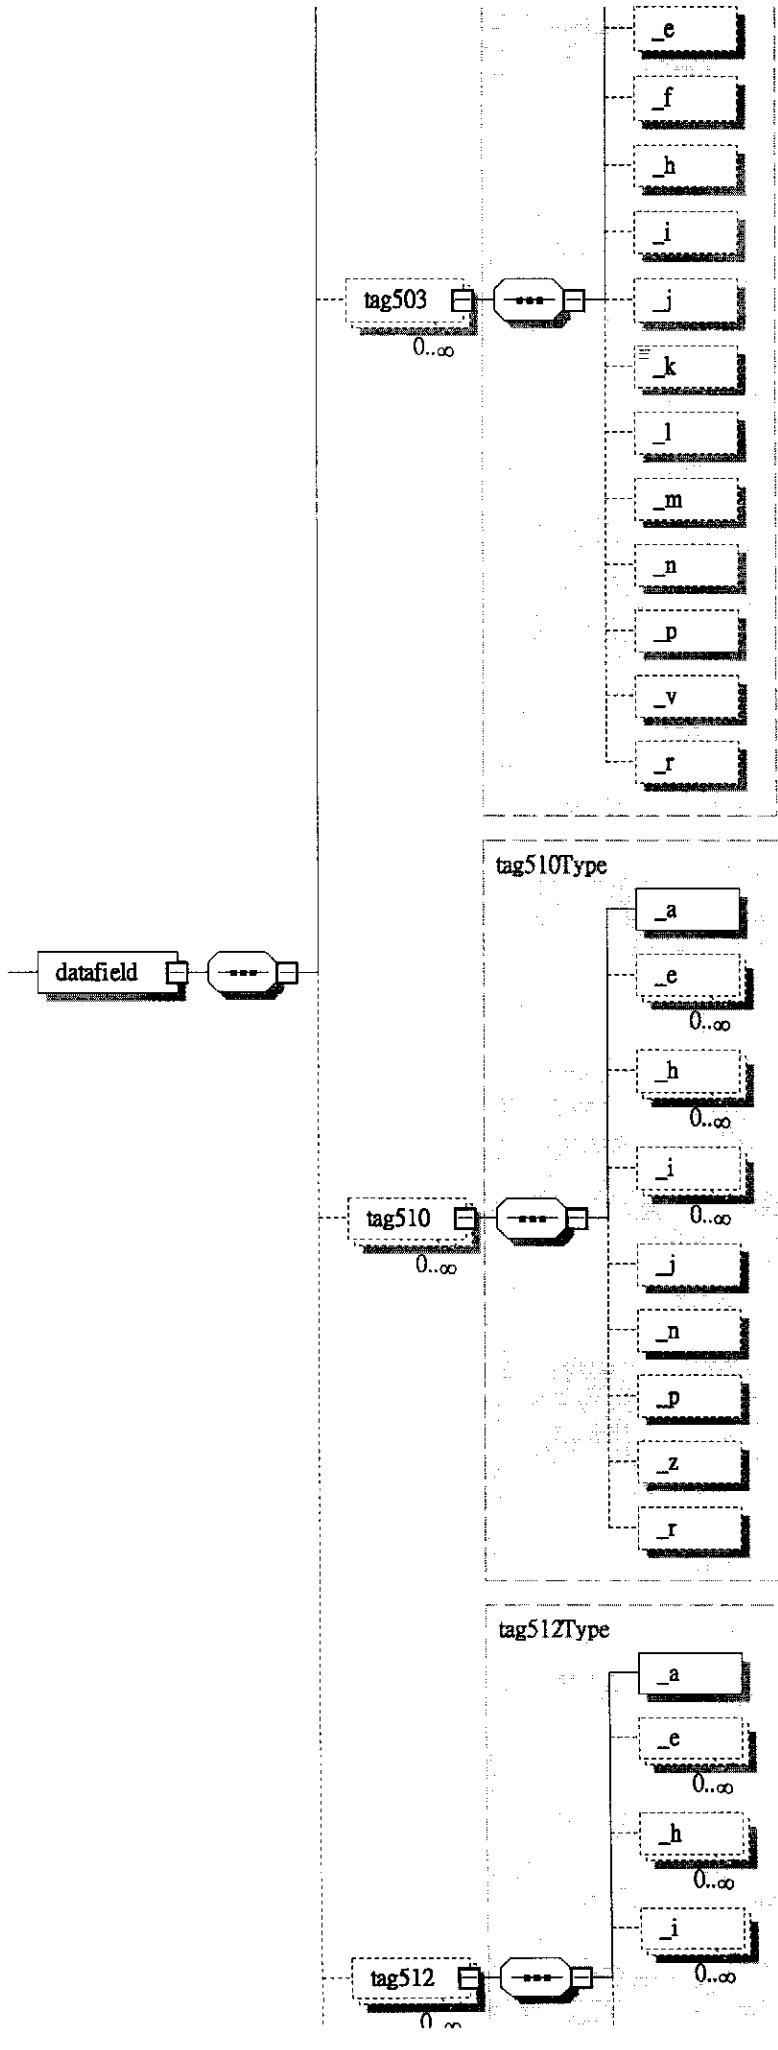 _e
_f
_h
_i
tag503
_j
0..∞
_k
_l
_m
_n
_p
_v
_r
tag510Type
_a
datafield
_e
0..∞
_h
0..∞
_i
0..∞
tag510
0..∞
_j
_n
_p
_z
_r
tag512Type
_a
_e
0..∞
_h
0..∞
_i
0..∞
tag512
0..∞